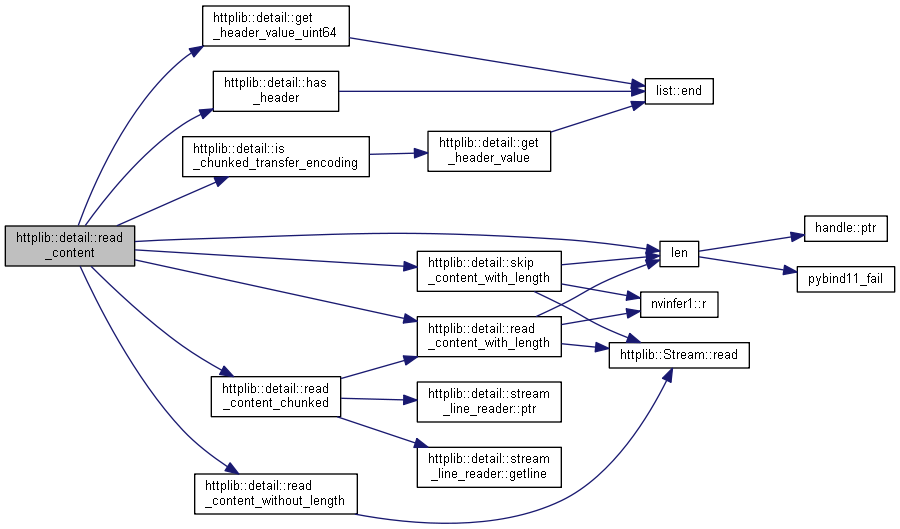 httplib::detail::get
_header_value_uint64
httplib::detail::has
_header
list::end
httplib::detail::is
_chunked_transfer_encoding
httplib::detail::get
_header_value
httplib::detail::read
_content
handle::ptr
len
httplib::detail::skip
_content_with_length
pybind11_fail
nvinfer1::r
httplib::detail::read
_content_with_length
httplib::Stream::read
httplib::detail::read
_content_chunked
httplib::detail::stream
_line_reader::ptr
httplib::detail::stream
_line_reader::getline
httplib::detail::read
_content_without_length